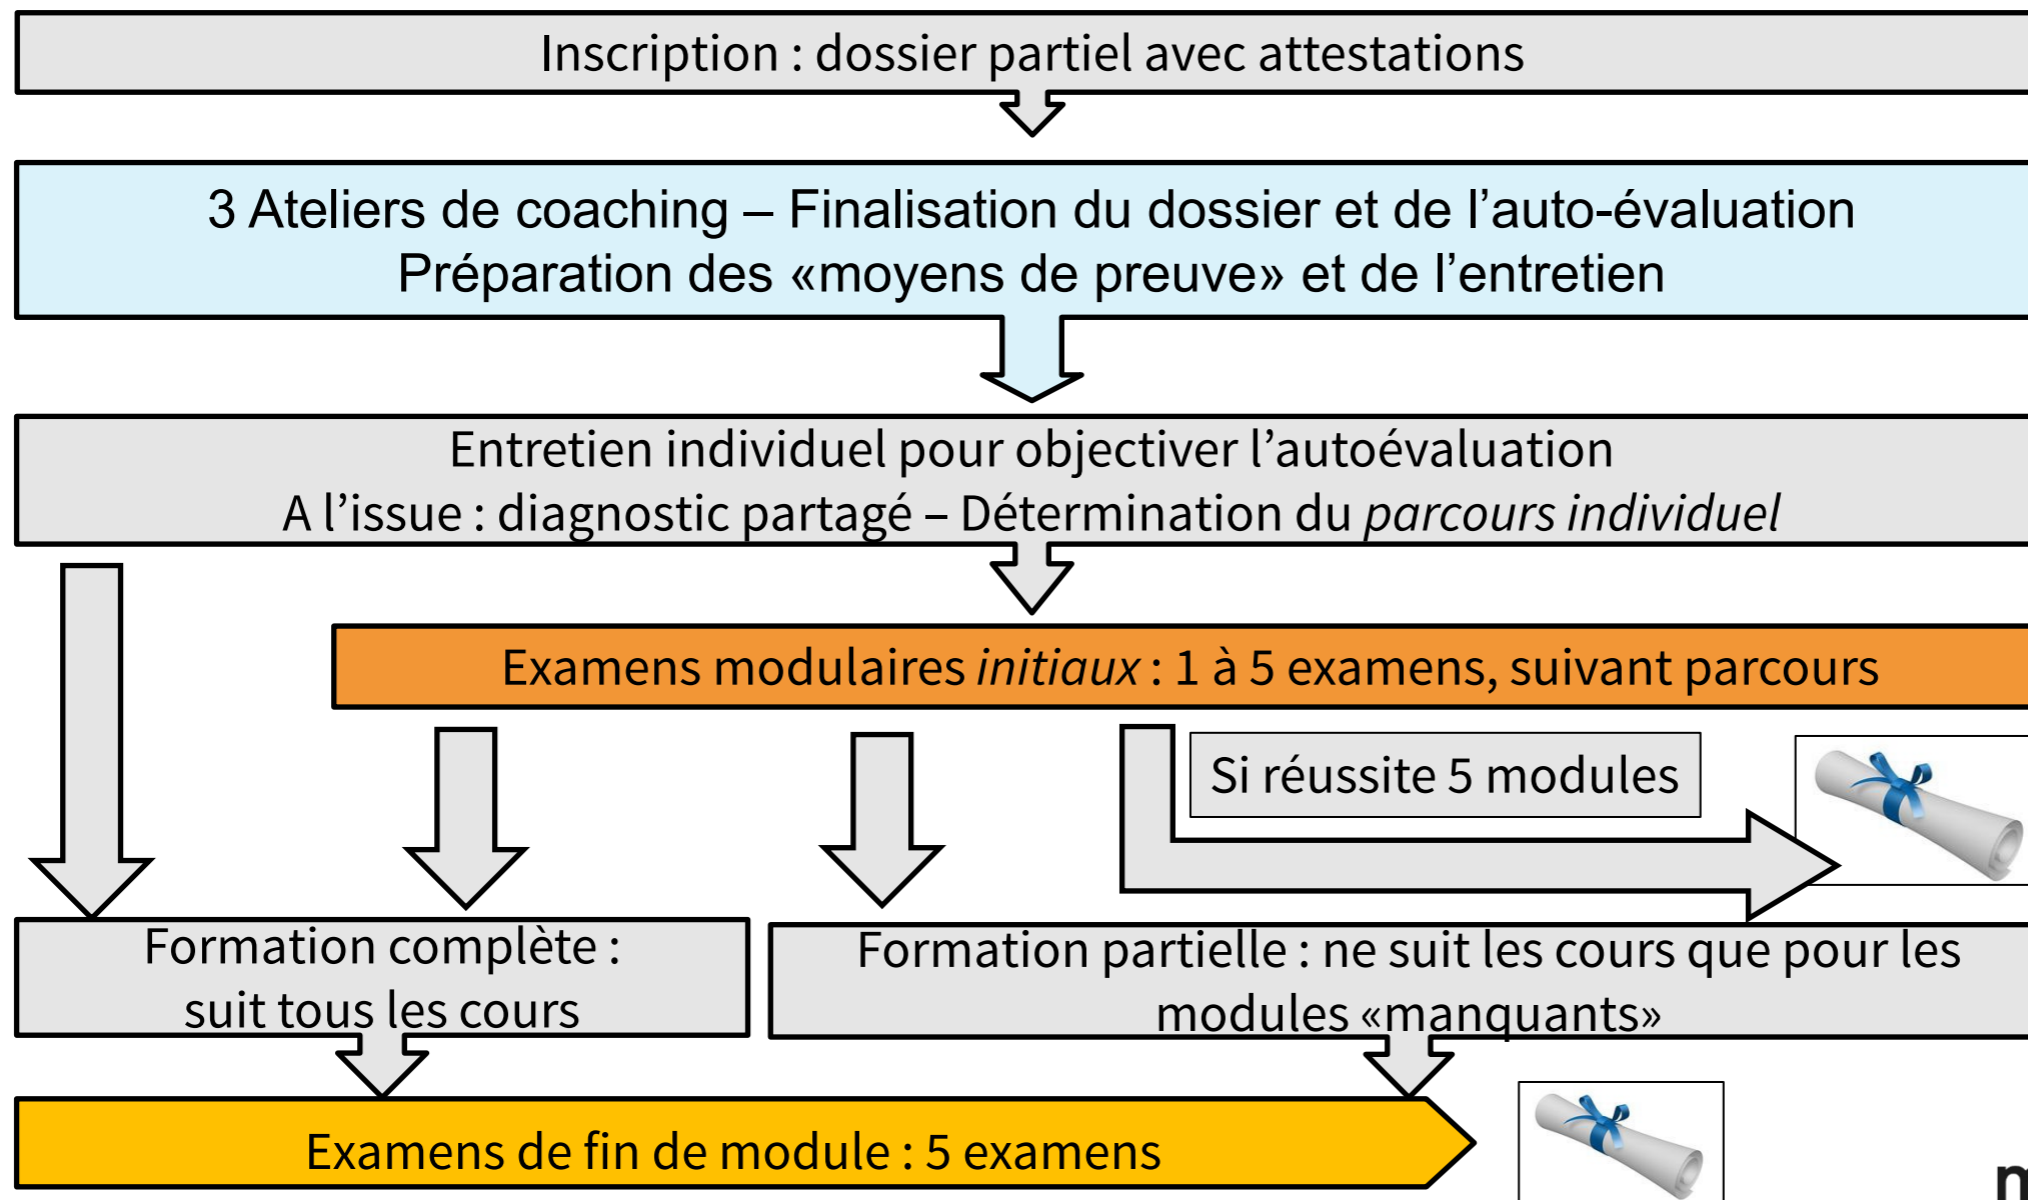 Inscription : dossier partiel avec attestations
3 Ateliers de coaching – Finalisation du dossier et de l’auto-évaluation
Préparation des «moyens de preuve» et de l’entretien
Entretien individuel pour objectiver l’autoévaluation
A l’issue : diagnostic partagé – Détermination du parcours individuel
Examens modulaires initiaux : 1 à 5 examens, suivant parcours
Si réussite 5 modules
Formation complète :
suit tous les cours
Formation partielle : ne suit les cours que pour les
modules «manquants»
Examens de fin de module : 5 examens